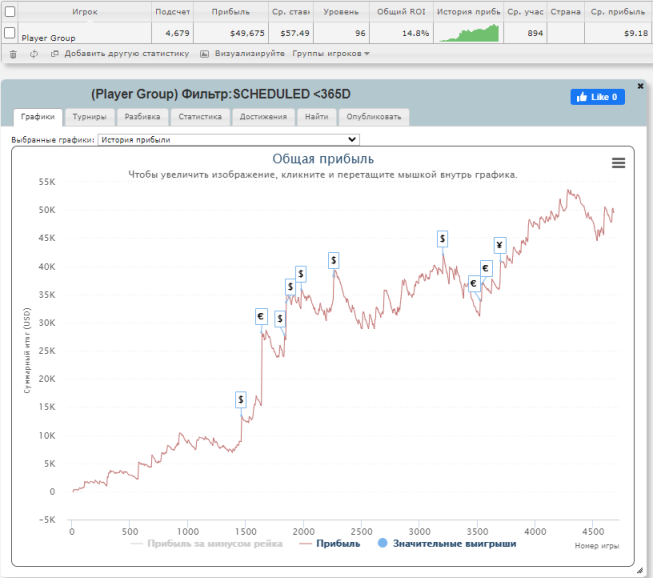 Игрок Подсчет Прибыль Ср. став Уровень Общий ROI История прибы Ср. учас Страна Ср. прибыль
Player Group 4,679 $49,675 $57.49 96 14.8% 894 $9.18
Добавить другую статистику Визуализируйте Группы игроков
(Player Group) Фильтр:SCHEDULED <365D
Like 0
Графики Турниры Разбивка Статистика Достижения Найти Опубликовать
Выбранные графики: История прибыли
Общая прибыль
Чтобы увеличить изображение, кликните и перетащите мышкой внутрь графика.
55K
50K
45K
40K
35K
30K
25K
20K
15K
10K
5K
0
−5K
Суммарный итог (USD)
$
€
$
$
$
$
$
€
€
¥
0 500 1000 1500 2000 2500 3000 3500 4000 4500
Номер игры
Прибыль за минусом рейка Прибыль Значительные выигрыши